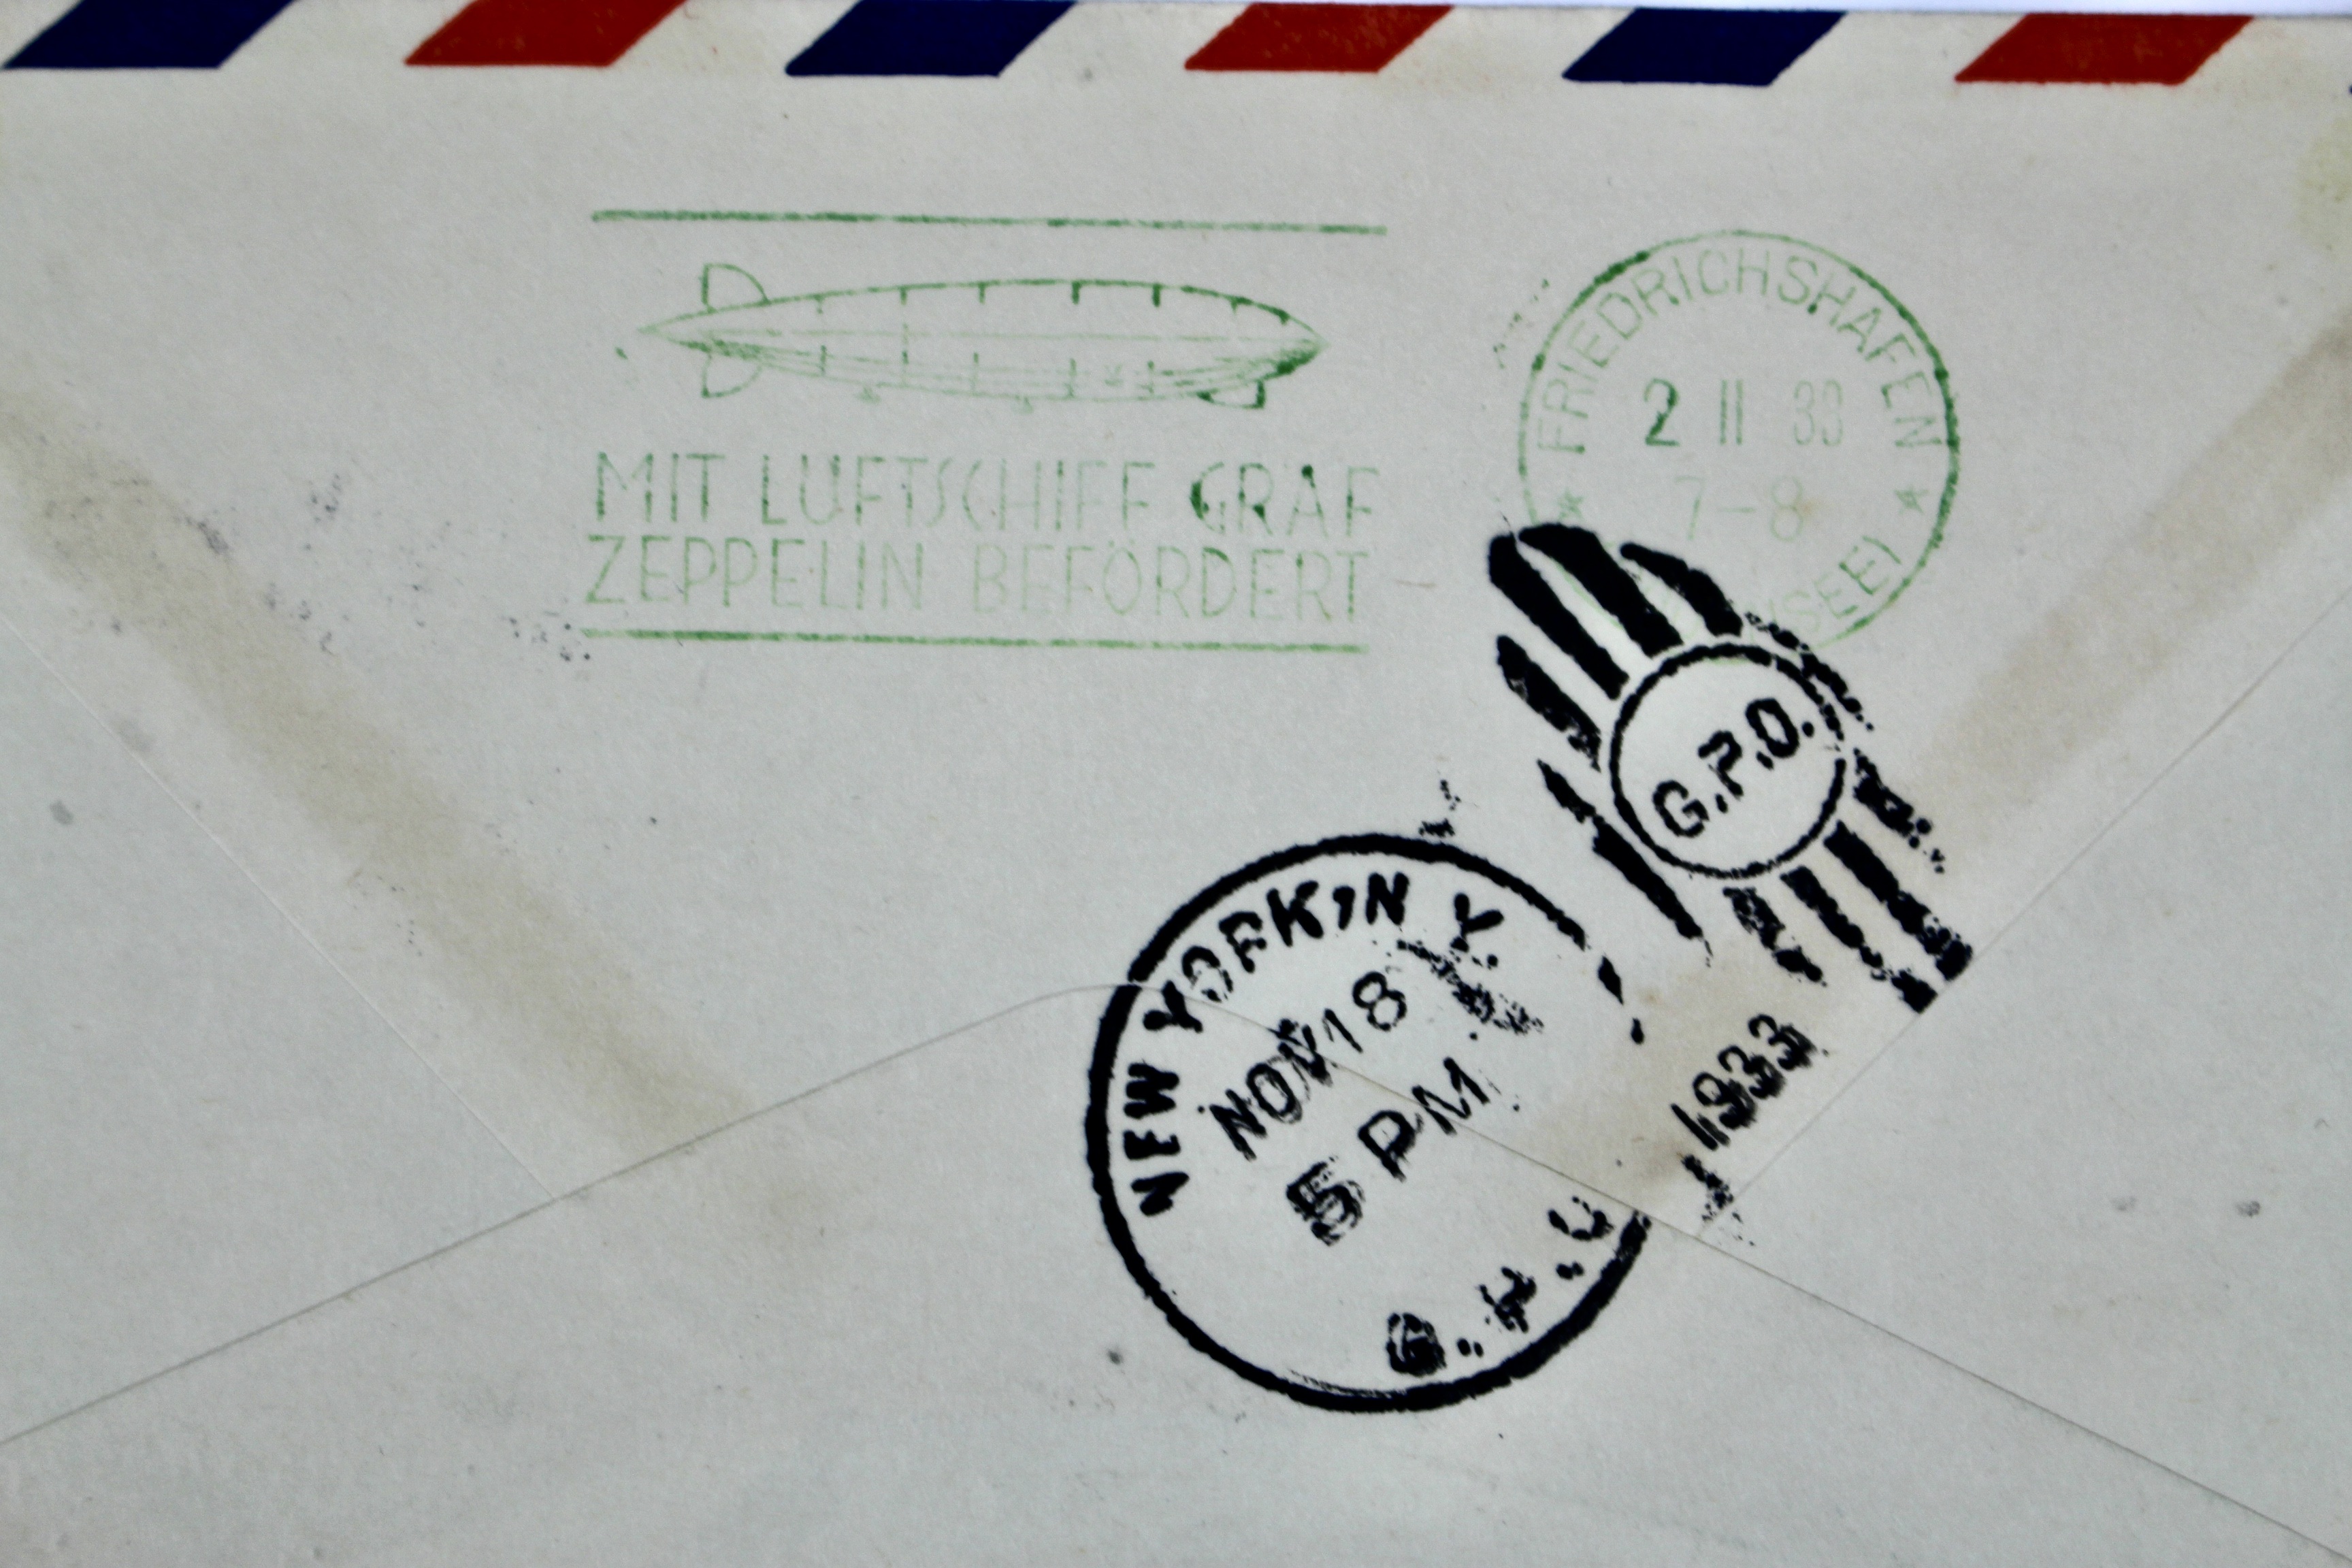 MIT LUFTSCHIFF GRAF
ZEPPELIN BEFÖRDERT
FRIEDRICHSHAFEN
2 11 33
7-8
G.P.O.
NEW YORK, N.Y.
NOV 18
5 PM
1933
G.P.O.